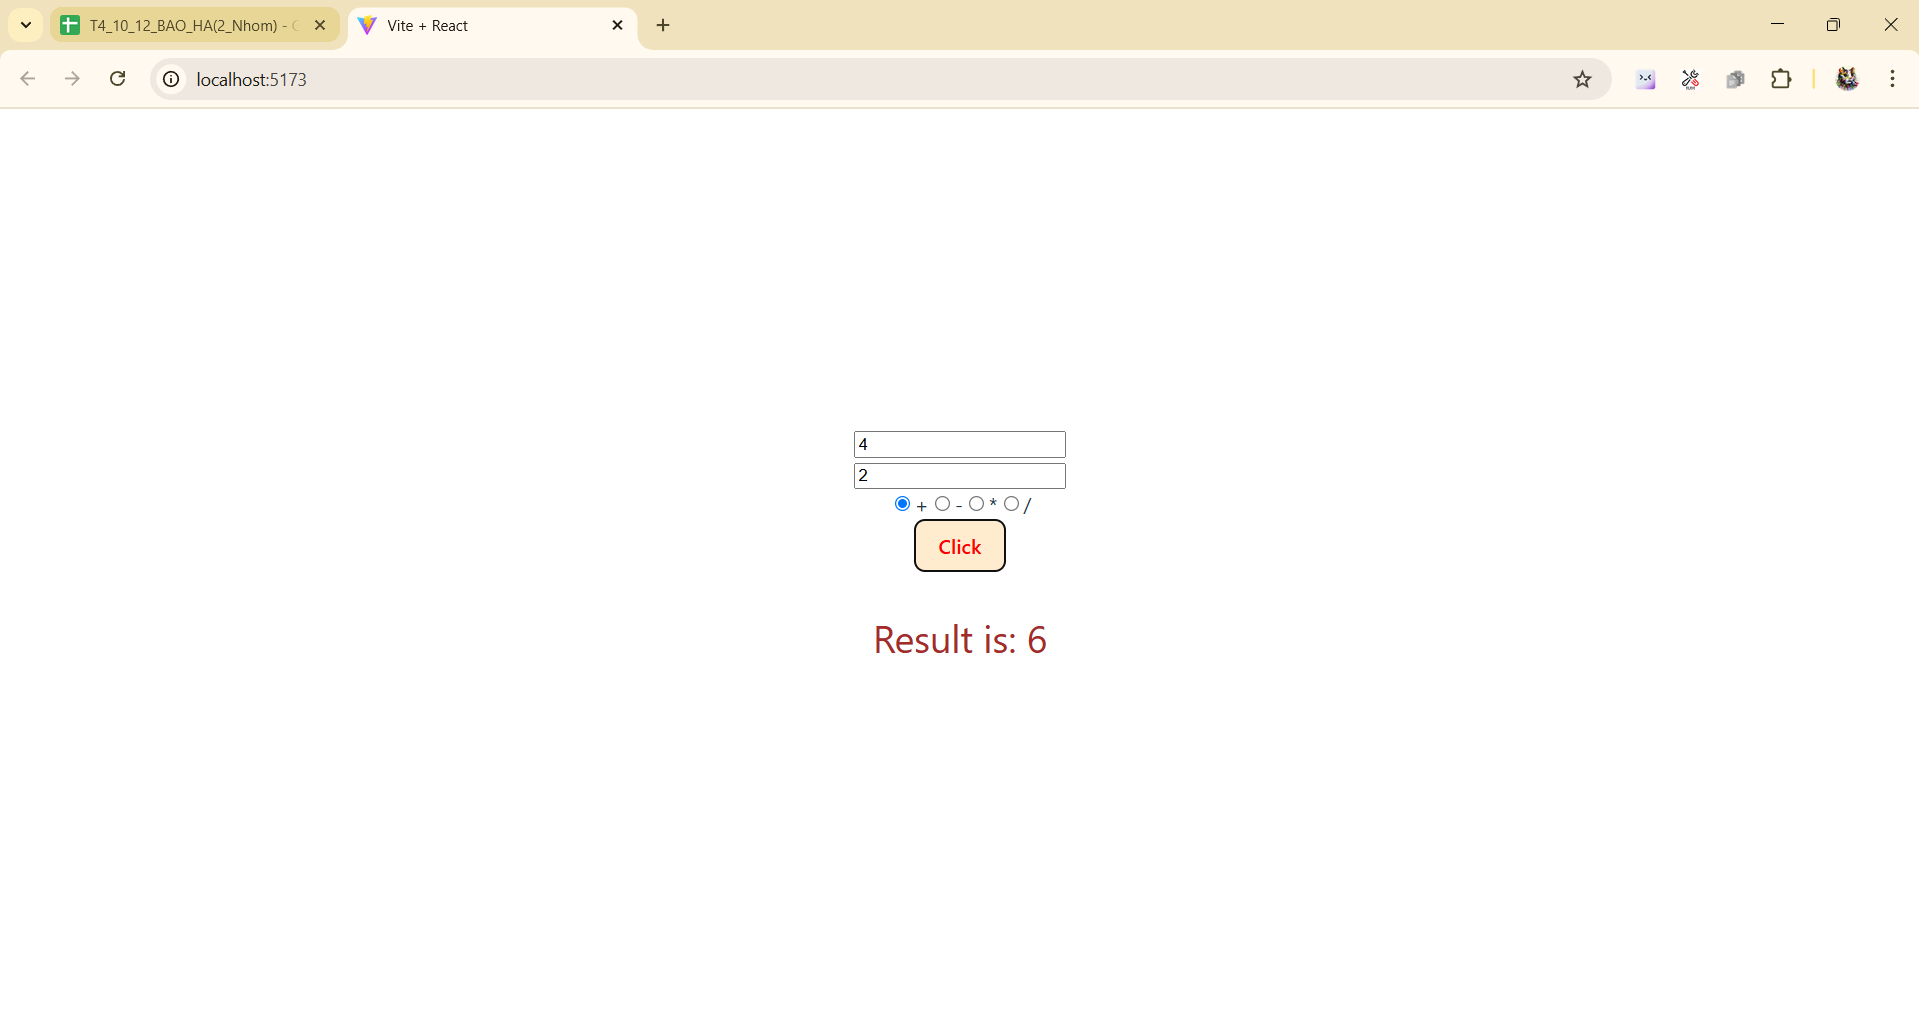 T4_10_12_BAO_HA(2_Nhom) -
Vite + React
localhost:5173
4
2
+ - * /
Click
Result is: 6